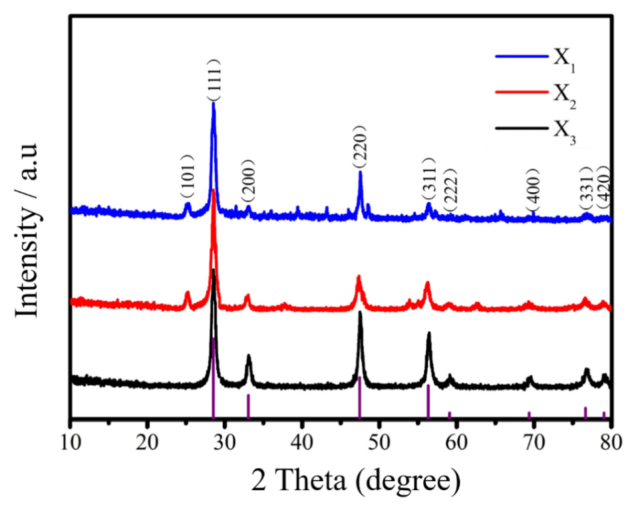 X1
X2
X3
(101)
(111)
(200)
(220)
(311)
(222)
(400)
(331)
(420)
Intensity / a.u
10 20 30 40 50 60 70 80
2 Theta (degree)